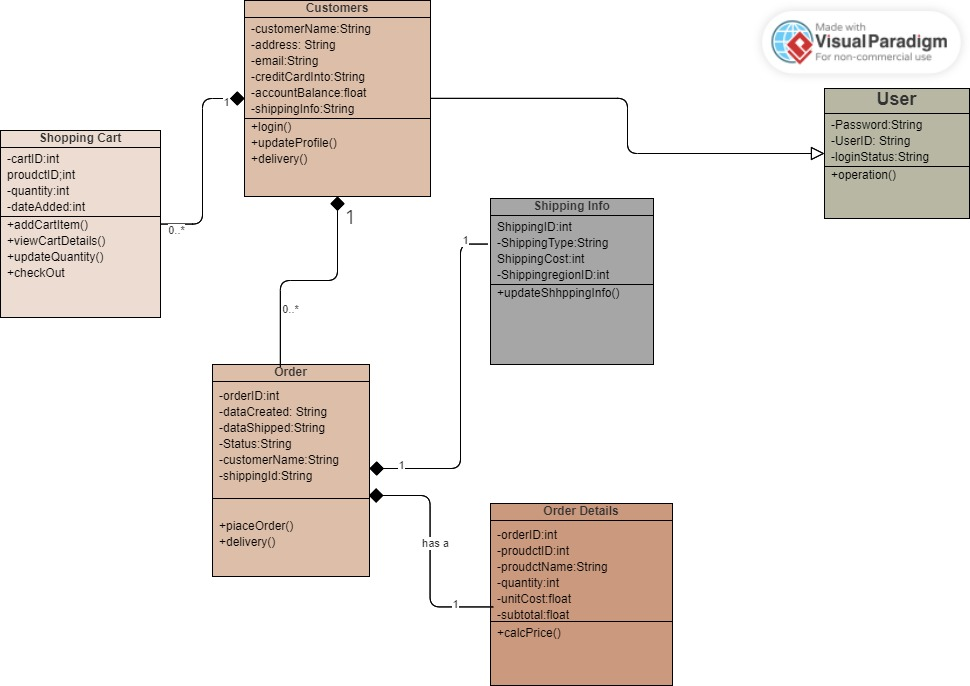 Customers
-customerName:String
-address: String
-email:String
-creditCardInto:String
-accountBalance:float
-shippingInfo:String
+login()
+updateProfile()
+delivery()
Made with
Visual Paradigm
For non-commercial use
User
-Password:String
-UserID: String
-loginStatus:String
+operation()
1
Shopping Cart
-cartID:int
proudctID;int
-quantity:int
-dateAdded:int
+addCartItem()
+viewCartDetails()
+updateQuantity()
+checkOut
0..*
1
0..*
Shipping Info
ShippingID:int
-ShippingType:String
ShippingCost:int
-ShippingregionID:int
+updateShhppingInfo()
1
Order
-orderID:int
-dataCreated: String
-dataShipped:String
-Status:String
-customerName:String
-shippingId:String
+piaceOrder()
+delivery()
1
has a
1
Order Details
-orderID:int
-proudctID:int
-proudctName:String
-quantity:int
-unitCost:float
-subtotal:float
+calcPrice()